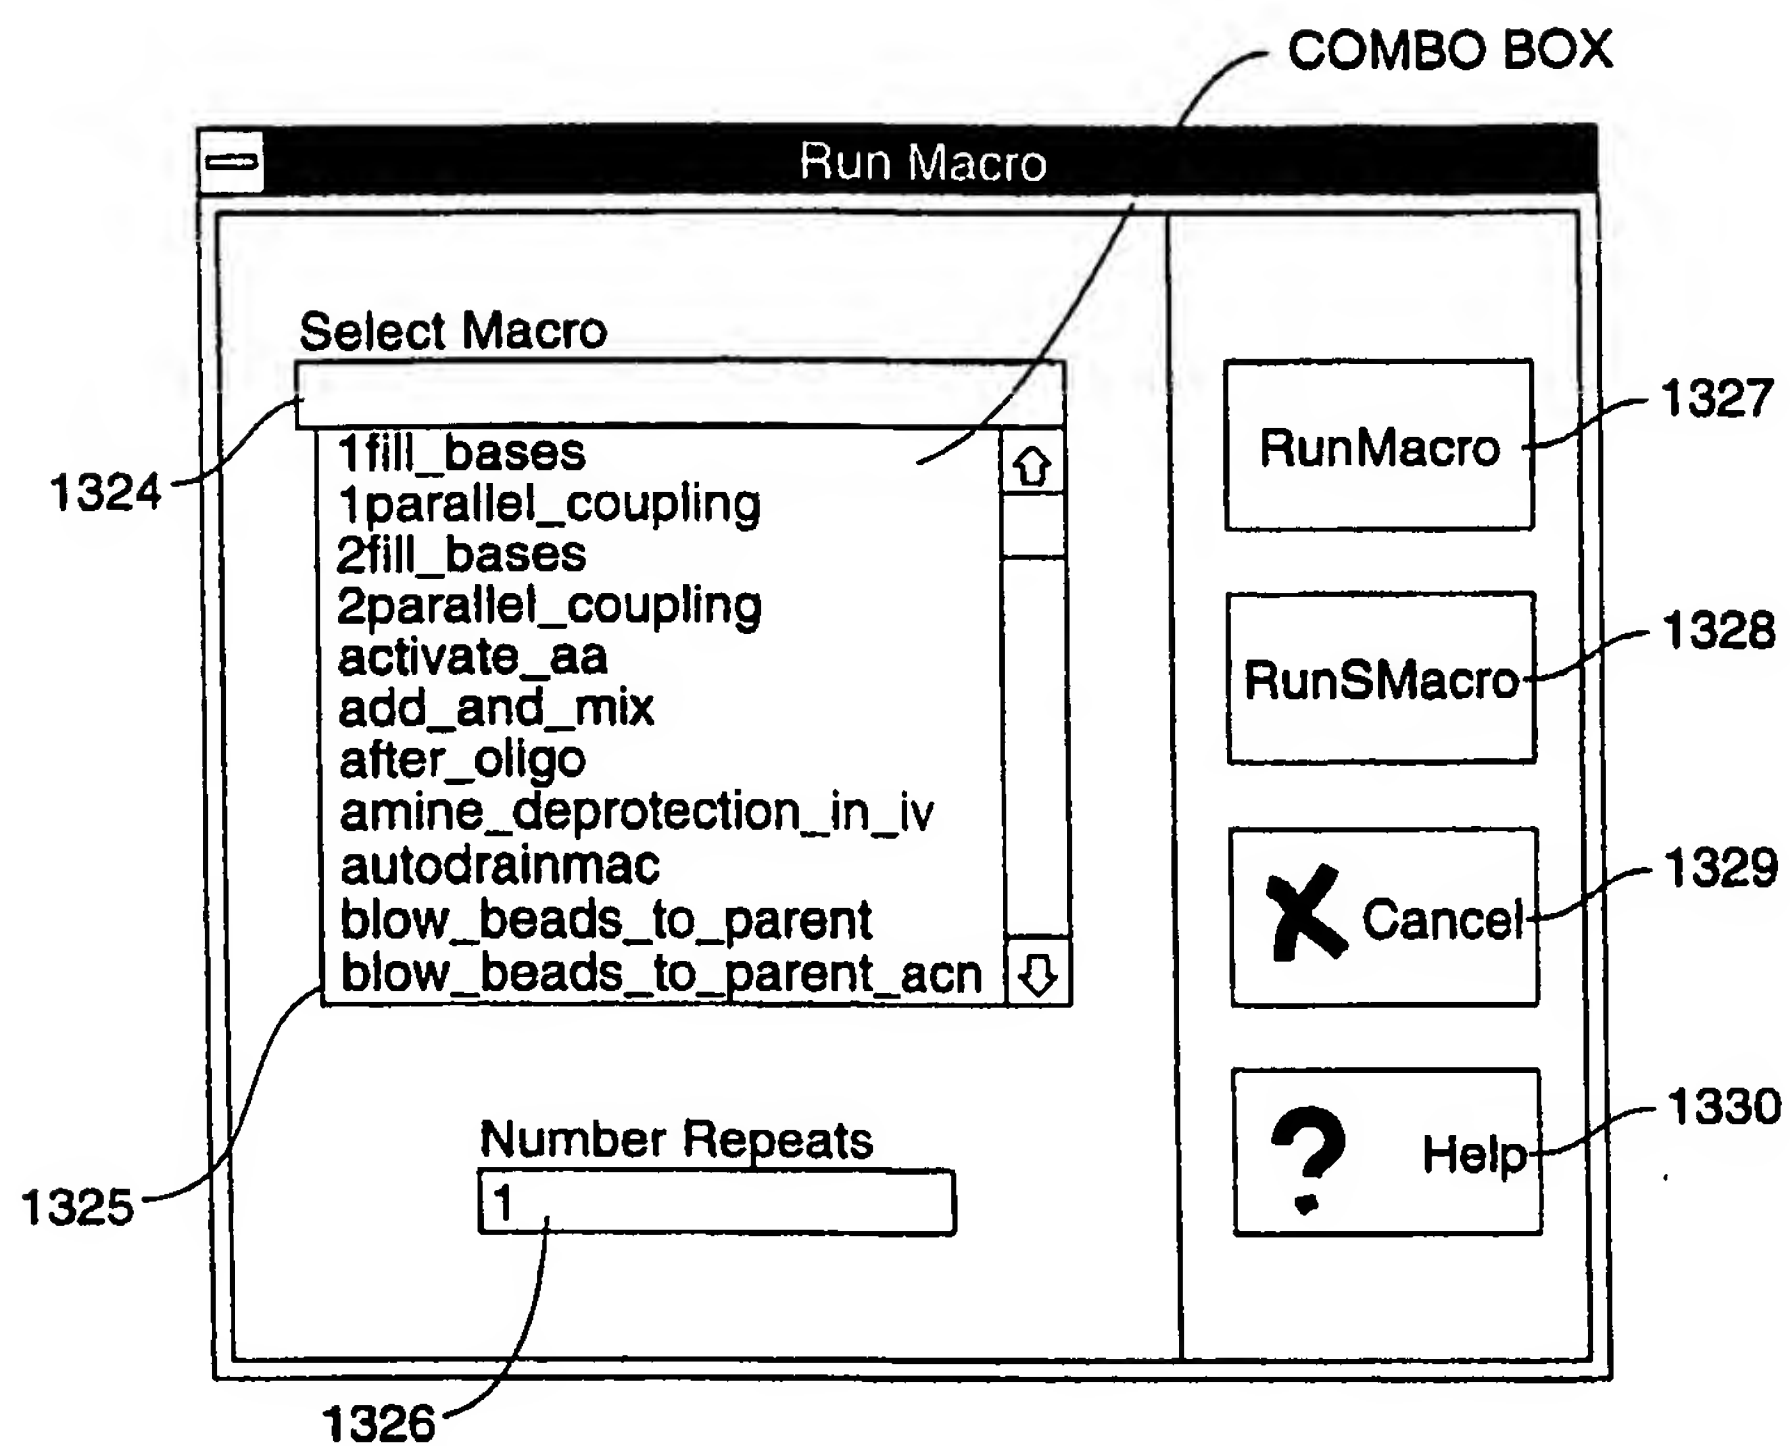 COMBO BOX
Run Macro
Select Macro
1324
1fill_bases
1parallel_coupling
2fill_bases
2parallel_coupling
activate_aa
add_and_mix
after_oligo
amine_deprotection_in_iv
autodrainmac
blow_beads_to_parent
blow_beads_to_parent_acn
1325
Number Repeats
1
1326
RunMacro
1327
RunSMacro
1328
Cancel
1329
? Help
1330